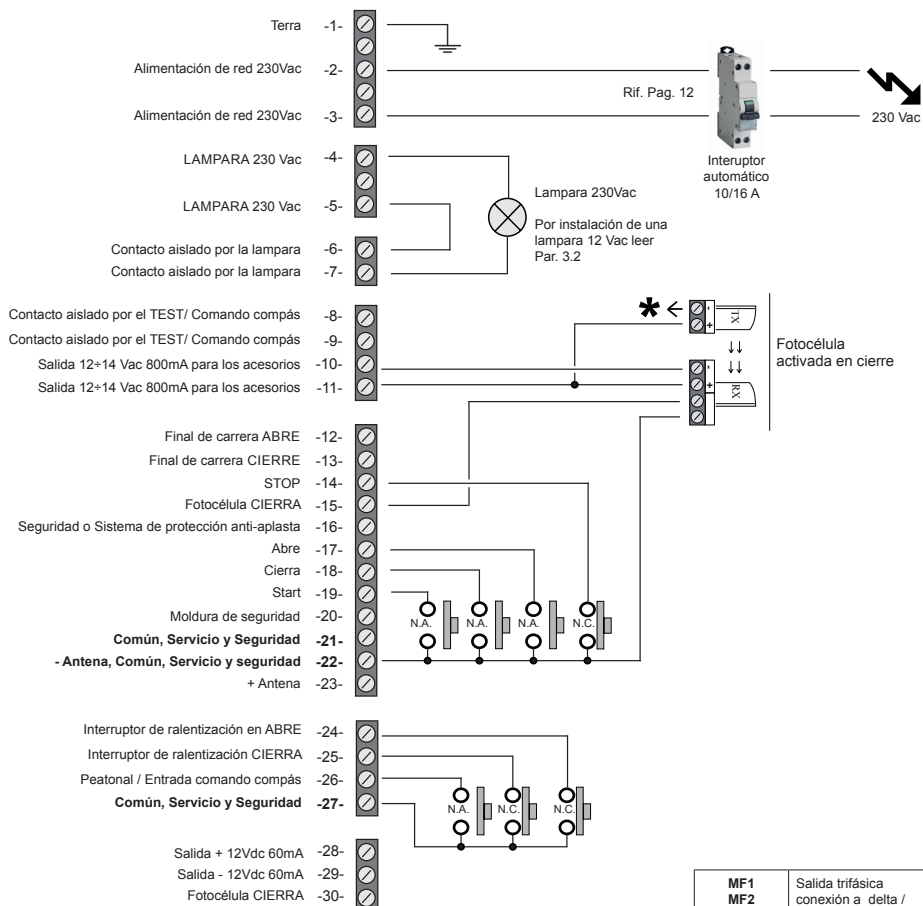 Terra -1-
Alimentación de red 230Vac -2-
Alimentación de red 230Vac -3-
Rif. Pag. 12
230 Vac
Interuptor
automático
10/16 A
LAMPARA 230 Vac -4-
LAMPARA 230 Vac -5-
Contacto aislado por la lampara -6-
Contacto aislado por la lampara -7-
Lampara 230Vac
Por instalación de una
lampara 12 Vac leer
Par. 3.2
Contacto aislado por el TEST/ Comando compás -8-
Contacto aislado por el TEST/ Comando compás -9-
Salida 12÷14 Vac 800mA para los acesorios -10-
Salida 12÷14 Vac 800mA para los acesorios -11-
*
-
+
TX
-
+
RX
Fotocélula
activada en cierre
Final de carrera ABRE -12-
Final de carrera CIERRE -13-
STOP -14-
Fotocélula CIERRA -15-
Seguridad o Sistema de protección anti-aplasta -16-
Abre -17-
Cierra -18-
Start -19-
Moldura de seguridad -20-
Común, Servicio y Seguridad -21-
- Antena, Común, Servicio y seguridad -22-
+ Antena -23-
N.A. N.A. N.A. N.C.
Interruptor de ralentización en ABRE -24-
Interruptor de ralentización CIERRA -25-
Peatonal / Entrada comando compás -26-
Común, Servicio y Seguridad -27-
N.A. N.C. N.C.
Salida + 12Vdc 60mA -28-
Salida - 12Vdc 60mA -29-
Fotocélula CIERRA -30-
MF1 Salida trifásica
MF2 conexión a delta /